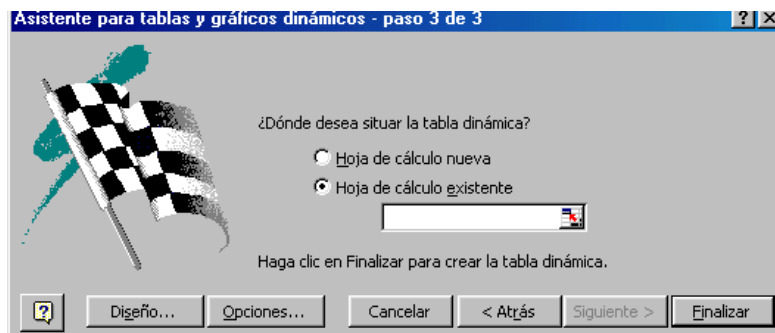 Asistente para tablas y gráficos dinámicos - paso 3 de 3
¿Dónde desea situar la tabla dinámica?
Hoja de cálculo nueva
Hoja de cálculo existente
Haga clic en Finalizar para crear la tabla dinámica.
Diseño... Opciones... Cancelar < Atrás Siguiente > Finalizar